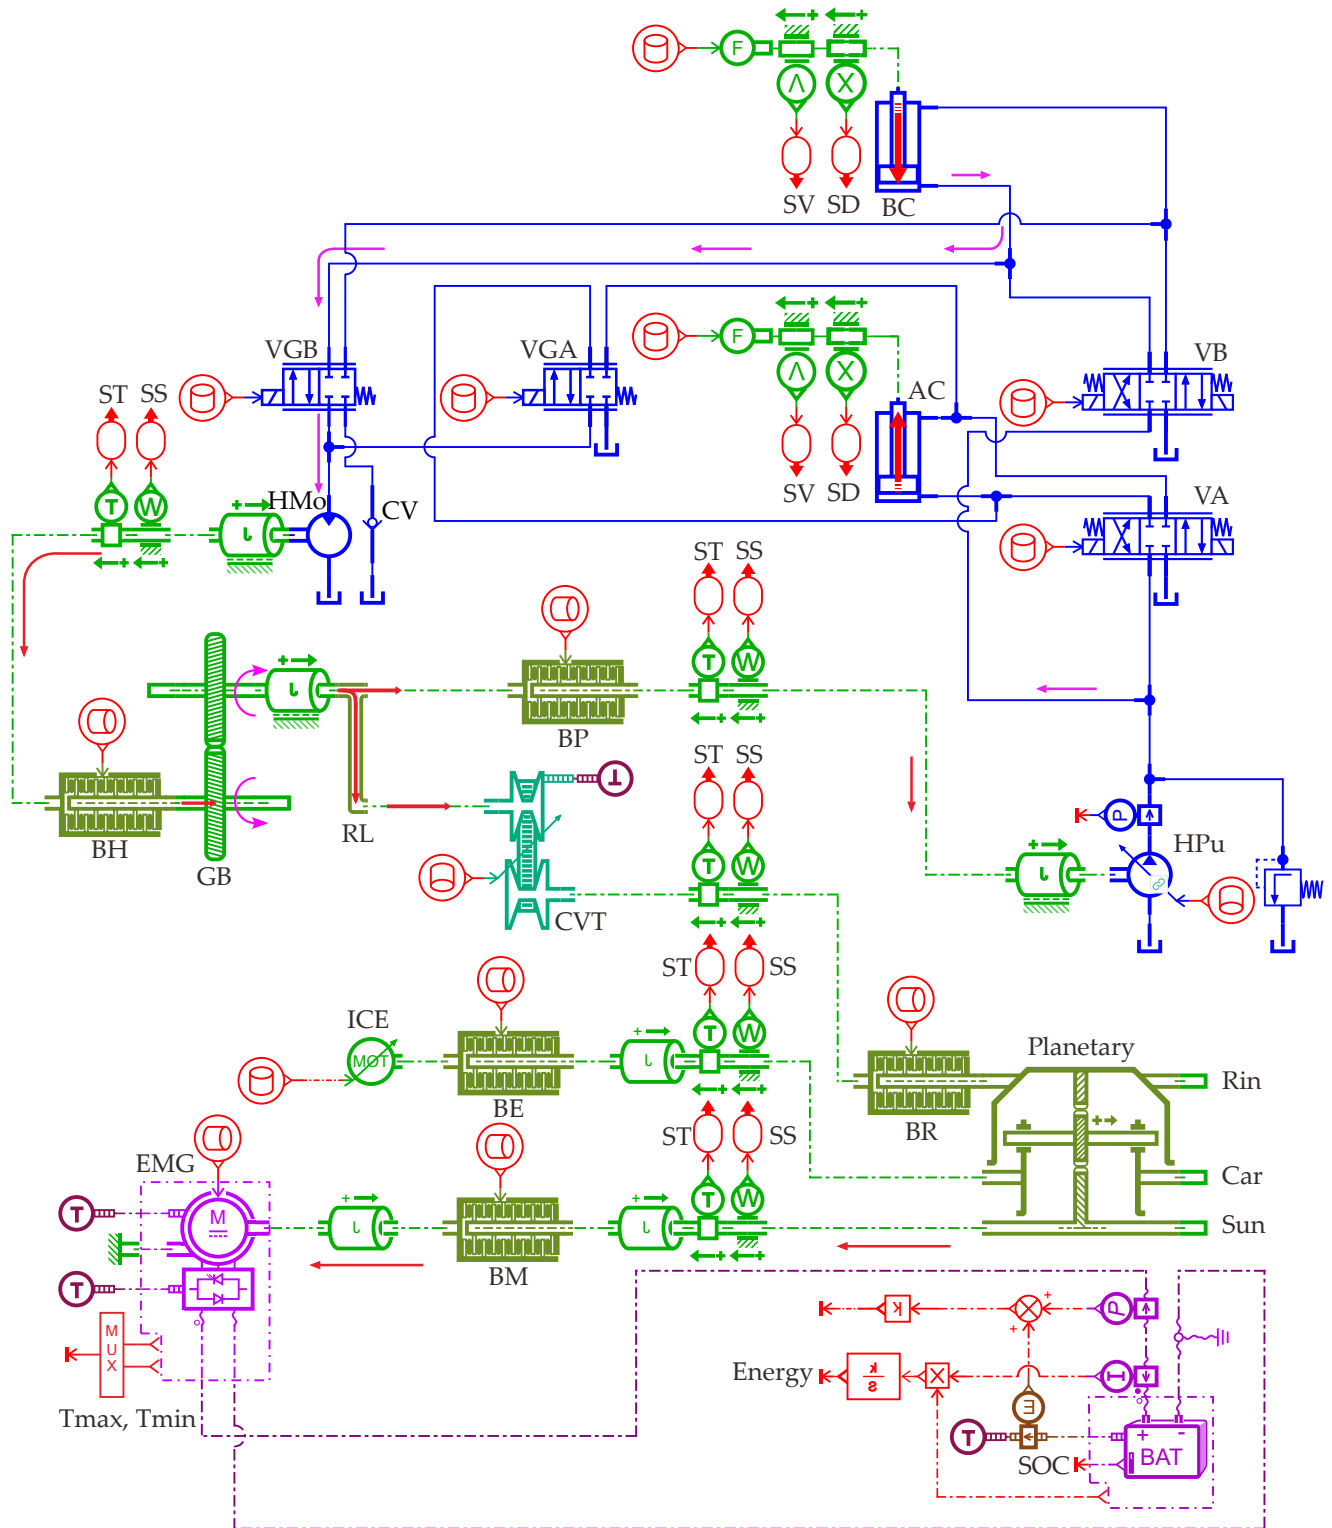 F
+
+
V
X
SV SD
BC
F
+
+
V
X
SV SD
AC
VGB
VGA
VB
ST SS
T W
+
HMo
CV
+ +
VA
ST SS
T W
+ +
BP
+
BH
GB
RL
T
CVT
ST SS
T W
+ +
P
HPu
+
ICE
MOT
BE
+
ST SS
T W
+ +
Planetary
+
Rin
BR
Car
Sun
EMG
M
T
T
+
BM
+
ST SS
T W
+ +
MUX
Tmax, Tmin
k
+
+
P
Energy
k
s
X
I
E
T
SOC
+ -
BAT